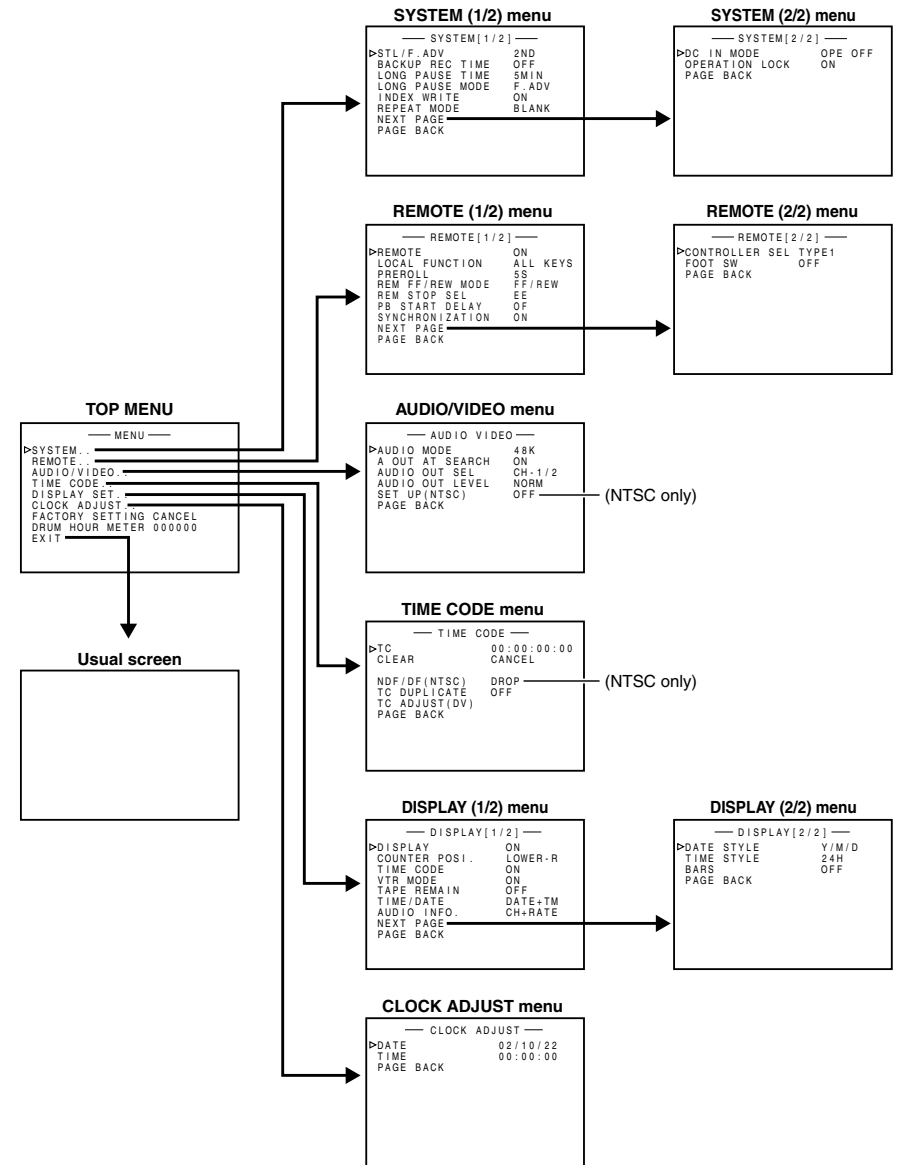 SYSTEM (1/2) menu
SYSTEM[1/2]
STL/F.ADV 2ND
BACKUP REC TIME OFF
LONG PAUSE TIME 5MIN
LONG PAUSE MODE F.ADV
INDEX WRITE ON
REPEAT MODE BLANK
NEXT PAGE
PAGE BACK
SYSTEM (2/2) menu
SYSTEM[2/2]
DC IN MODE OPE OFF
OPERATION LOCK ON
PAGE BACK
REMOTE (1/2) menu
REMOTE[1/2]
REMOTE ON
LOCAL FUNCTION ALL KEYS
PREROLL 5S
REM FF/REW MODE FF/REW
REM STOP SEL EE
PB START DELAY OF
SYNCHRONIZATION ON
NEXT PAGE
PAGE BACK
REMOTE (2/2) menu
REMOTE[2/2]
CONTROLLER SEL TYPE1
FOOT SW OFF
PAGE BACK
TOP MENU
MENU
SYSTEM..
REMOTE..
AUDIO/VIDEO..
TIME CODE..
DISPLAY SET..
CLOCK ADJUST..
FACTORY SETTING CANCEL
DRUM HOUR METER 000000
EXIT
Usual screen
AUDIO/VIDEO menu
AUDIO VIDEO
AUDIO MODE 48K
A OUT AT SEARCH ON
AUDIO OUT SEL CH-1/2
AUDIO OUT LEVEL NORM
SET UP(NTSC) OFF (NTSC only)
PAGE BACK
TIME CODE menu
TIME CODE
TC 00:00:00:00
CLEAR CANCEL
NDF/DF(NTSC) DROP (NTSC only)
TC DUPLICATE OFF
TC ADJUST(DV)
PAGE BACK
DISPLAY (1/2) menu
DISPLAY[1/2]
DISPLAY ON
COUNTER POSI. LOWER-R
TIME CODE ON
VTR MODE ON
TAPE REMAIN OFF
TIME/DATE DATE+TM
AUDIO INFO. CH+RATE
NEXT PAGE
PAGE BACK
DISPLAY (2/2) menu
DISPLAY[2/2]
DATE STYLE Y/M/D
TIME STYLE 24H
BARS OFF
PAGE BACK
CLOCK ADJUST menu
CLOCK ADJUST
DATE 02/10/22
TIME 00:00:00
PAGE BACK